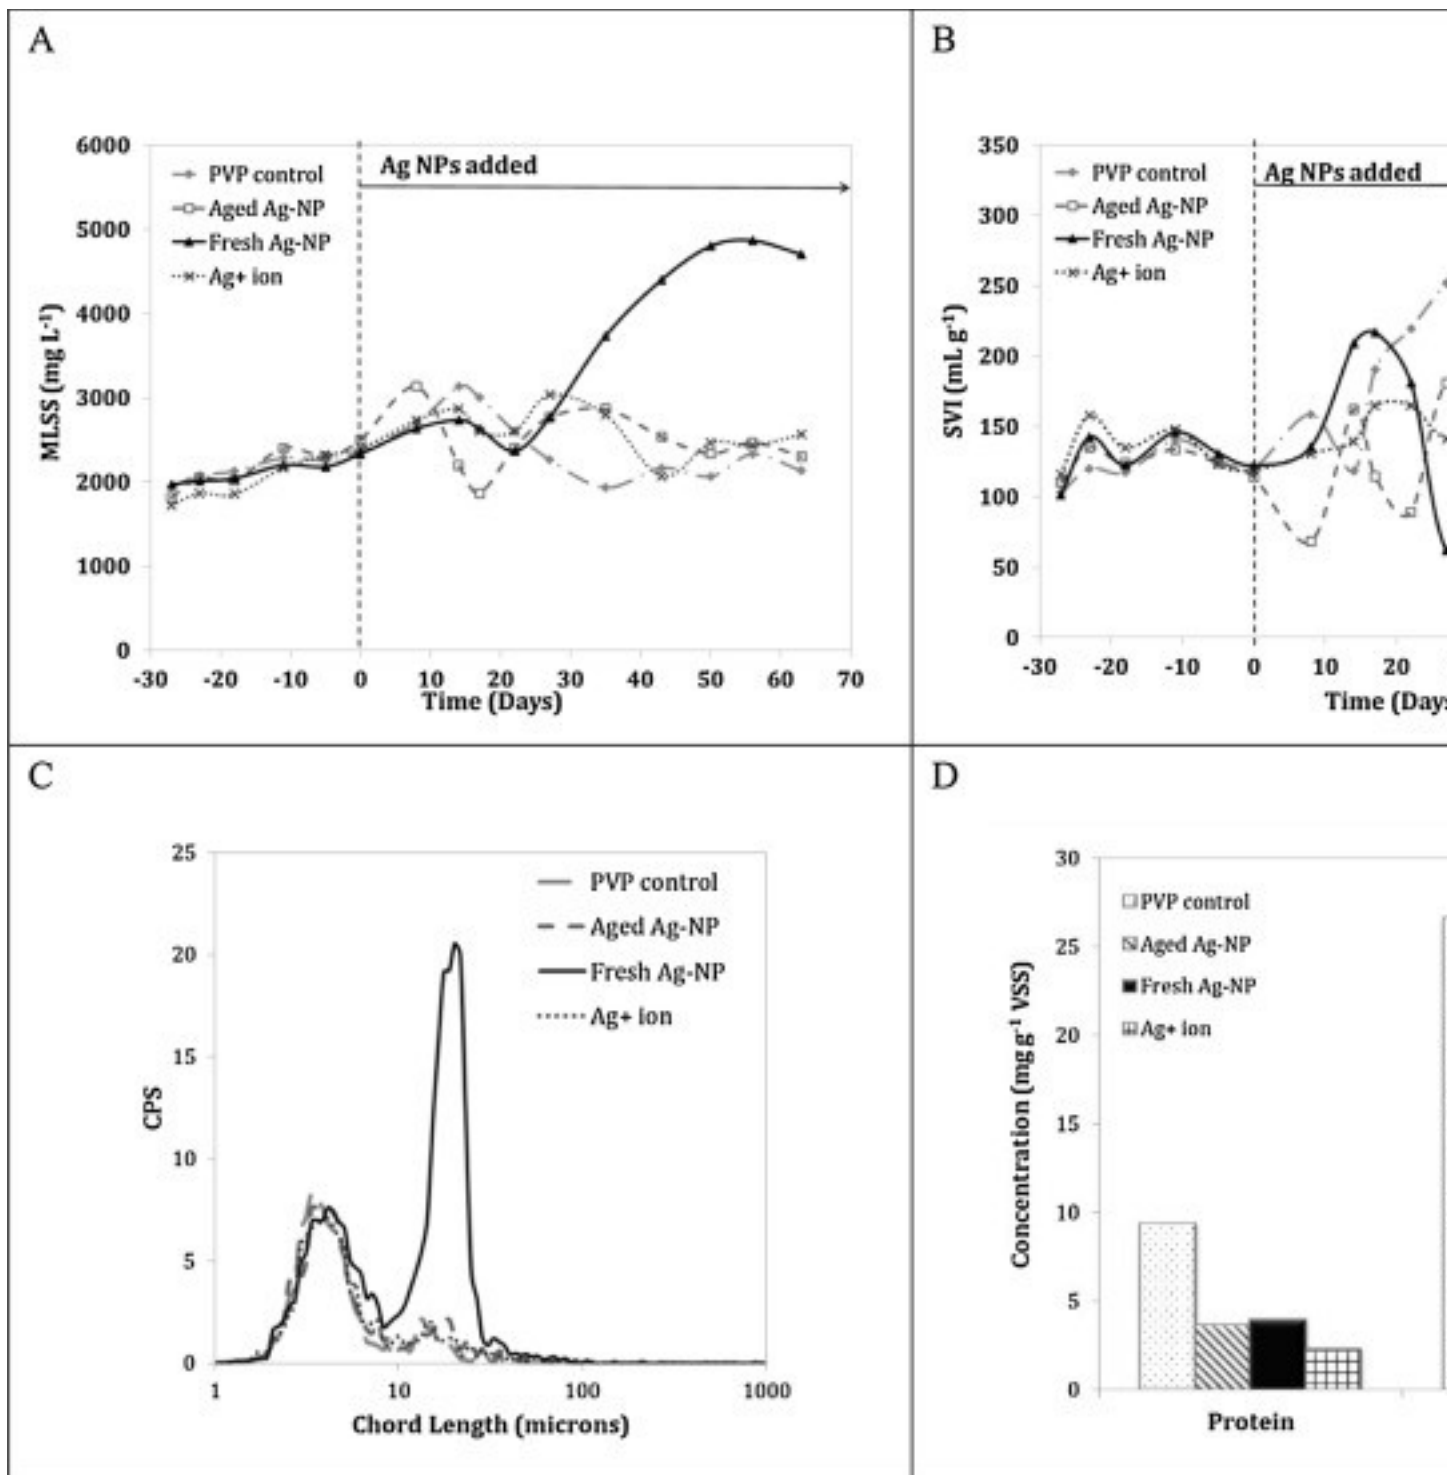 A
MLSS (mg L-1)
6000
5000
4000
3000
2000
1000
0
PVP control
Aged Ag-NP
Fresh Ag-NP
Ag+ ion
Ag NPs added
-30 -20 -10 0 10 20 30 40 50 60 70
Time (Days)
B
SVI (mL g-1)
350
300
250
200
150
100
50
0
PVP control
Aged Ag-NP
Fresh Ag-NP
Ag+ ion
Ag NPs added
-30 -20 -10 0 10 20
Time (Days
C
CPS
25
20
15
10
5
0
PVP control
Aged Ag-NP
Fresh Ag-NP
Ag+ ion
1 10 100 1000
Chord Length (microns)
D
Concentration (mg g-1 VSS)
30
25
20
15
10
5
0
PVP control
Aged Ag-NP
Fresh Ag-NP
Ag+ ion
Protein